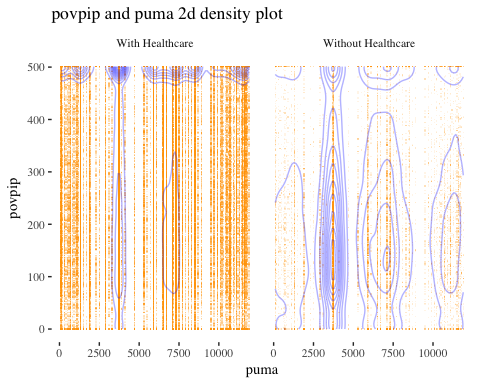 povpip and puma 2d density plot
With Healthcare
Without Healthcare
povpip
500
400
300
200
100
0
0 2500 5000 7500 10000
0 2500 5000 7500 10000
puma